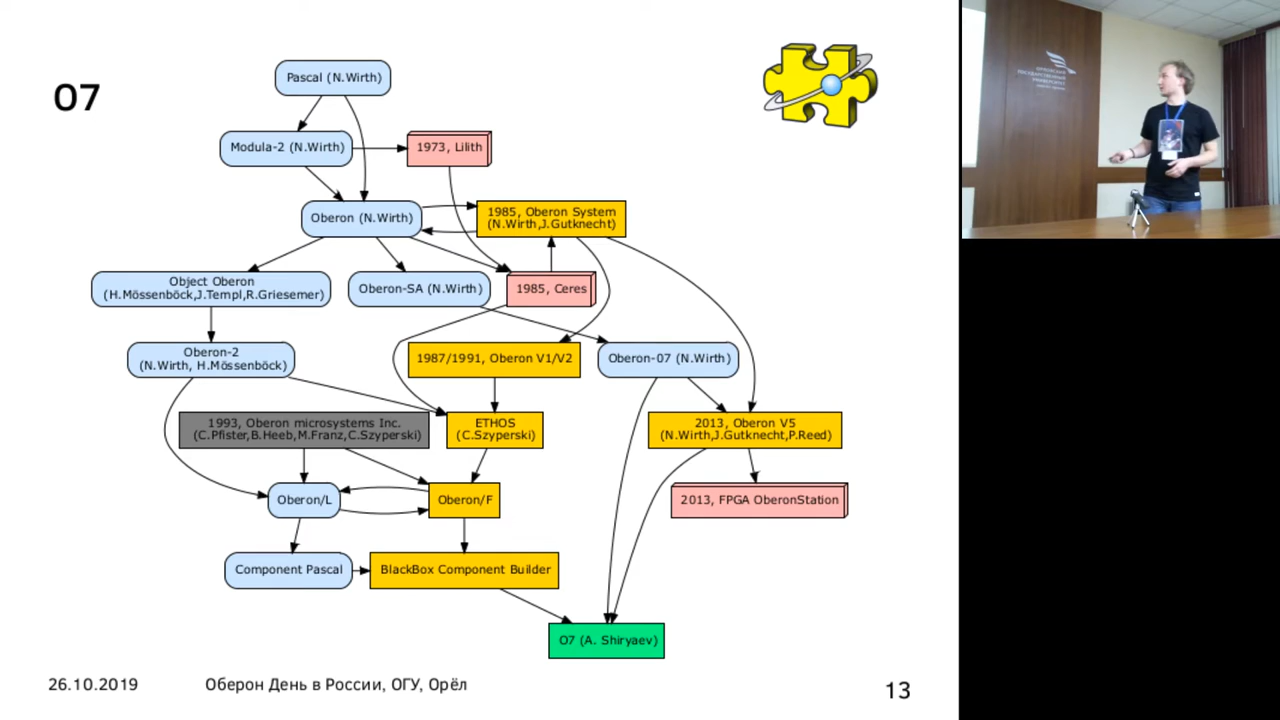 O7
Pascal (N.Wirth)
Modula-2 (N.Wirth)
1973, Lilith
Oberon (N.Wirth)
1985, Oberon System
(N.Wirth,J.Gutknecht)
Object Oberon
(H.Mössenböck,J.Templ,R.Griesemer)
Oberon-SA (N.Wirth)
1985, Ceres
Oberon-2
(N.Wirth, H.Mössenböck)
1987/1991, Oberon V1/V2
Oberon-07 (N.Wirth)
1993, Oberon microsystems Inc.
(C.Pfister,B.Heeb,M.Franz,C.Szyperski)
ETHOS
(C.Szyperski)
2013, Oberon V5
(N.Wirth,J.Gutknecht,P.Reed)
Oberon/L
Oberon/F
2013, FPGA OberonStation
Component Pascal
BlackBox Component Builder
O7 (A. Shiryaev)
26.10.2019
Оберон День в России, ОГУ, Орёл
13
ОРЛОВСКИЙ
ГОСУДАРСТВЕННЫЙ
УНИВЕРСИТЕТ